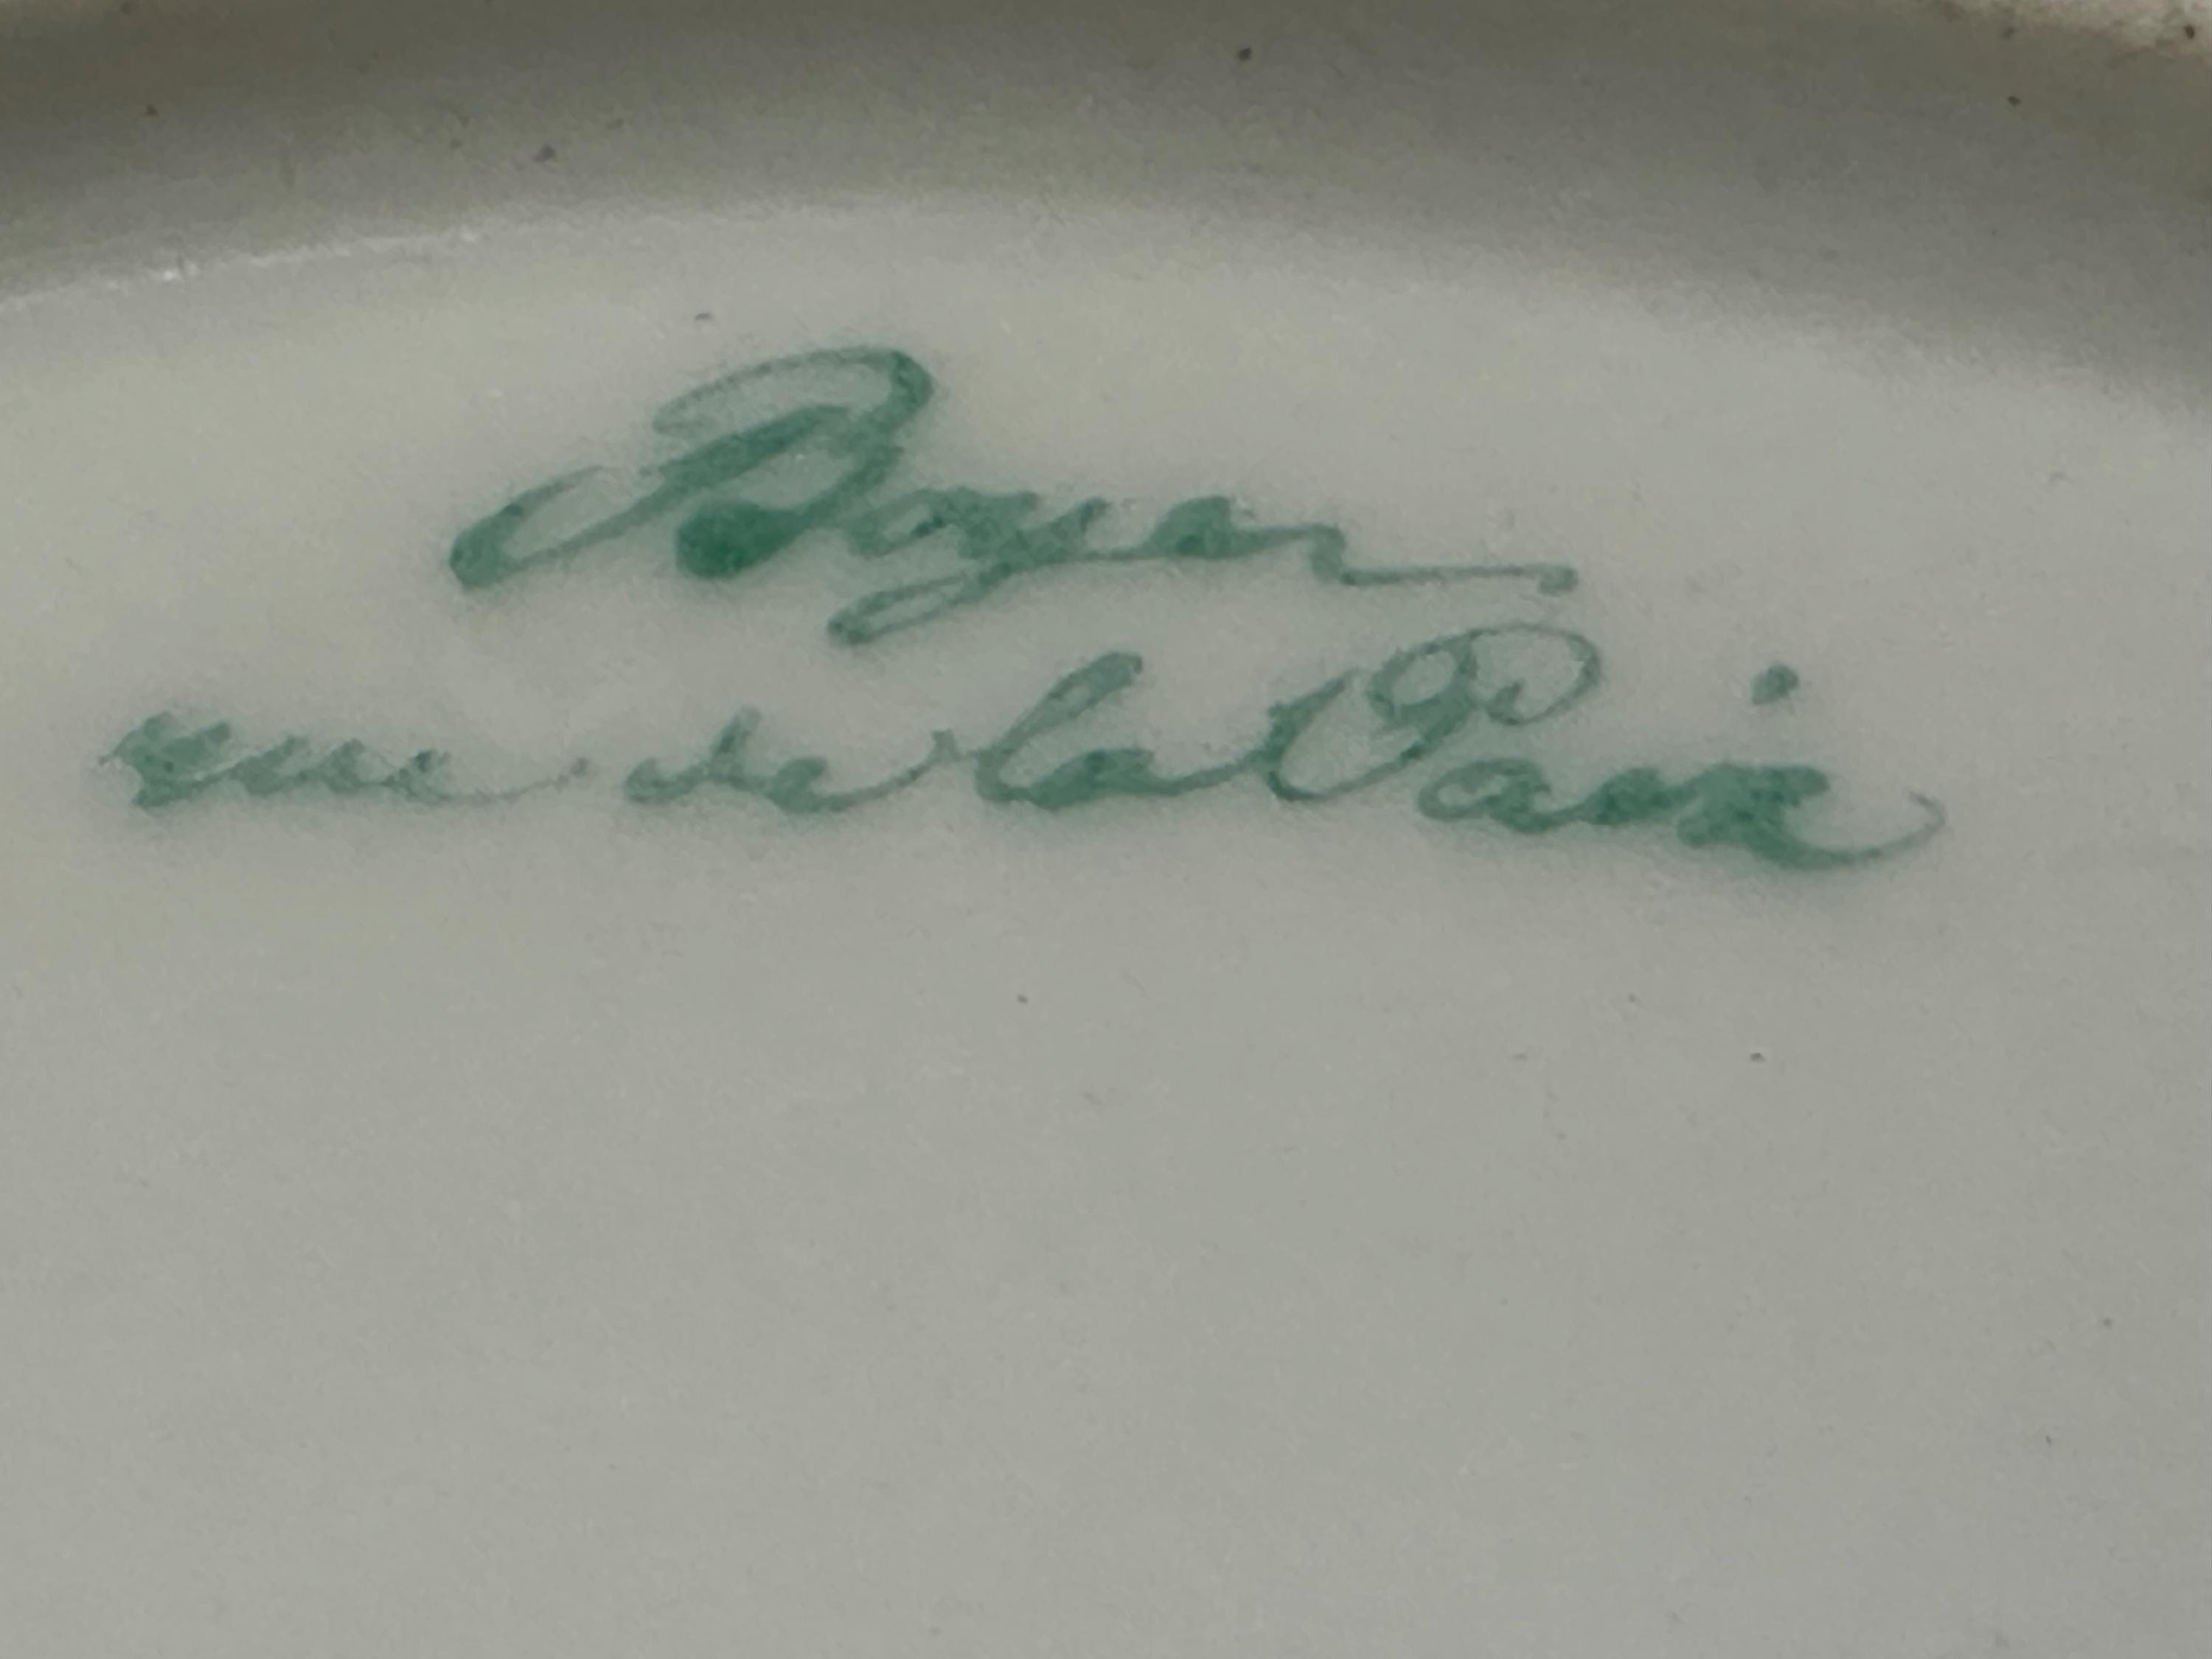 Boyer
rue de la Paix